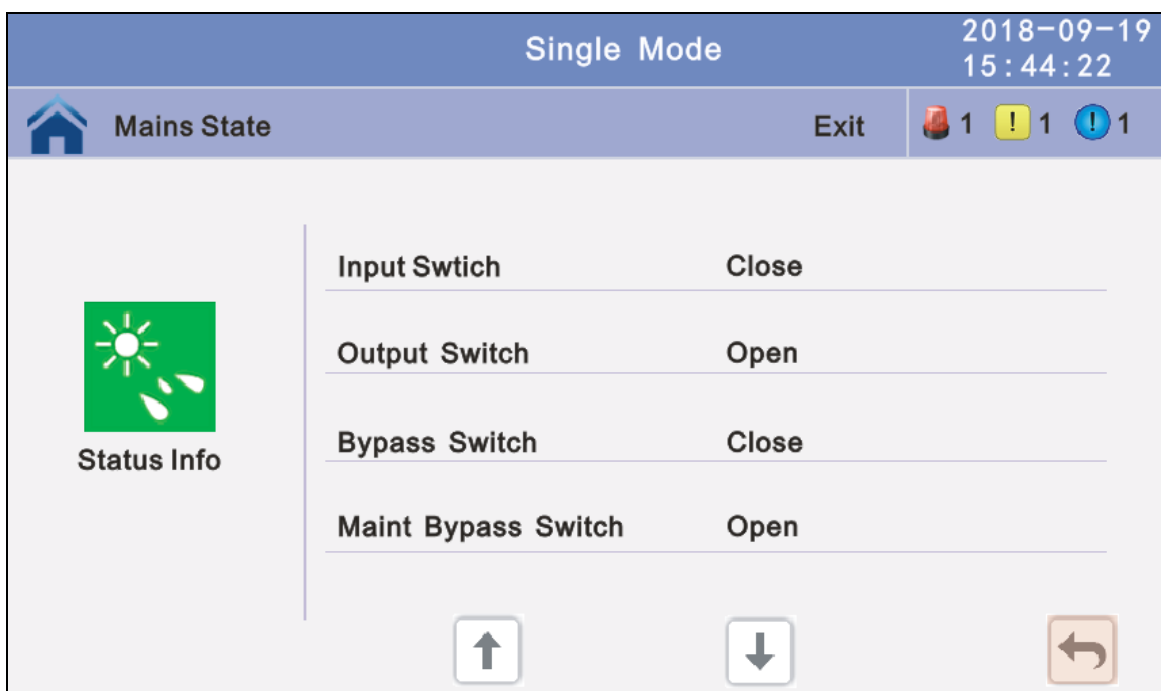 Single Mode
2018-09-19
15:44:22
Mains State Exit 1 ! 1 ! 1
Input Swtich Close
Output Switch Open
Status Info
Bypass Switch Close
Maint Bypass Switch Open